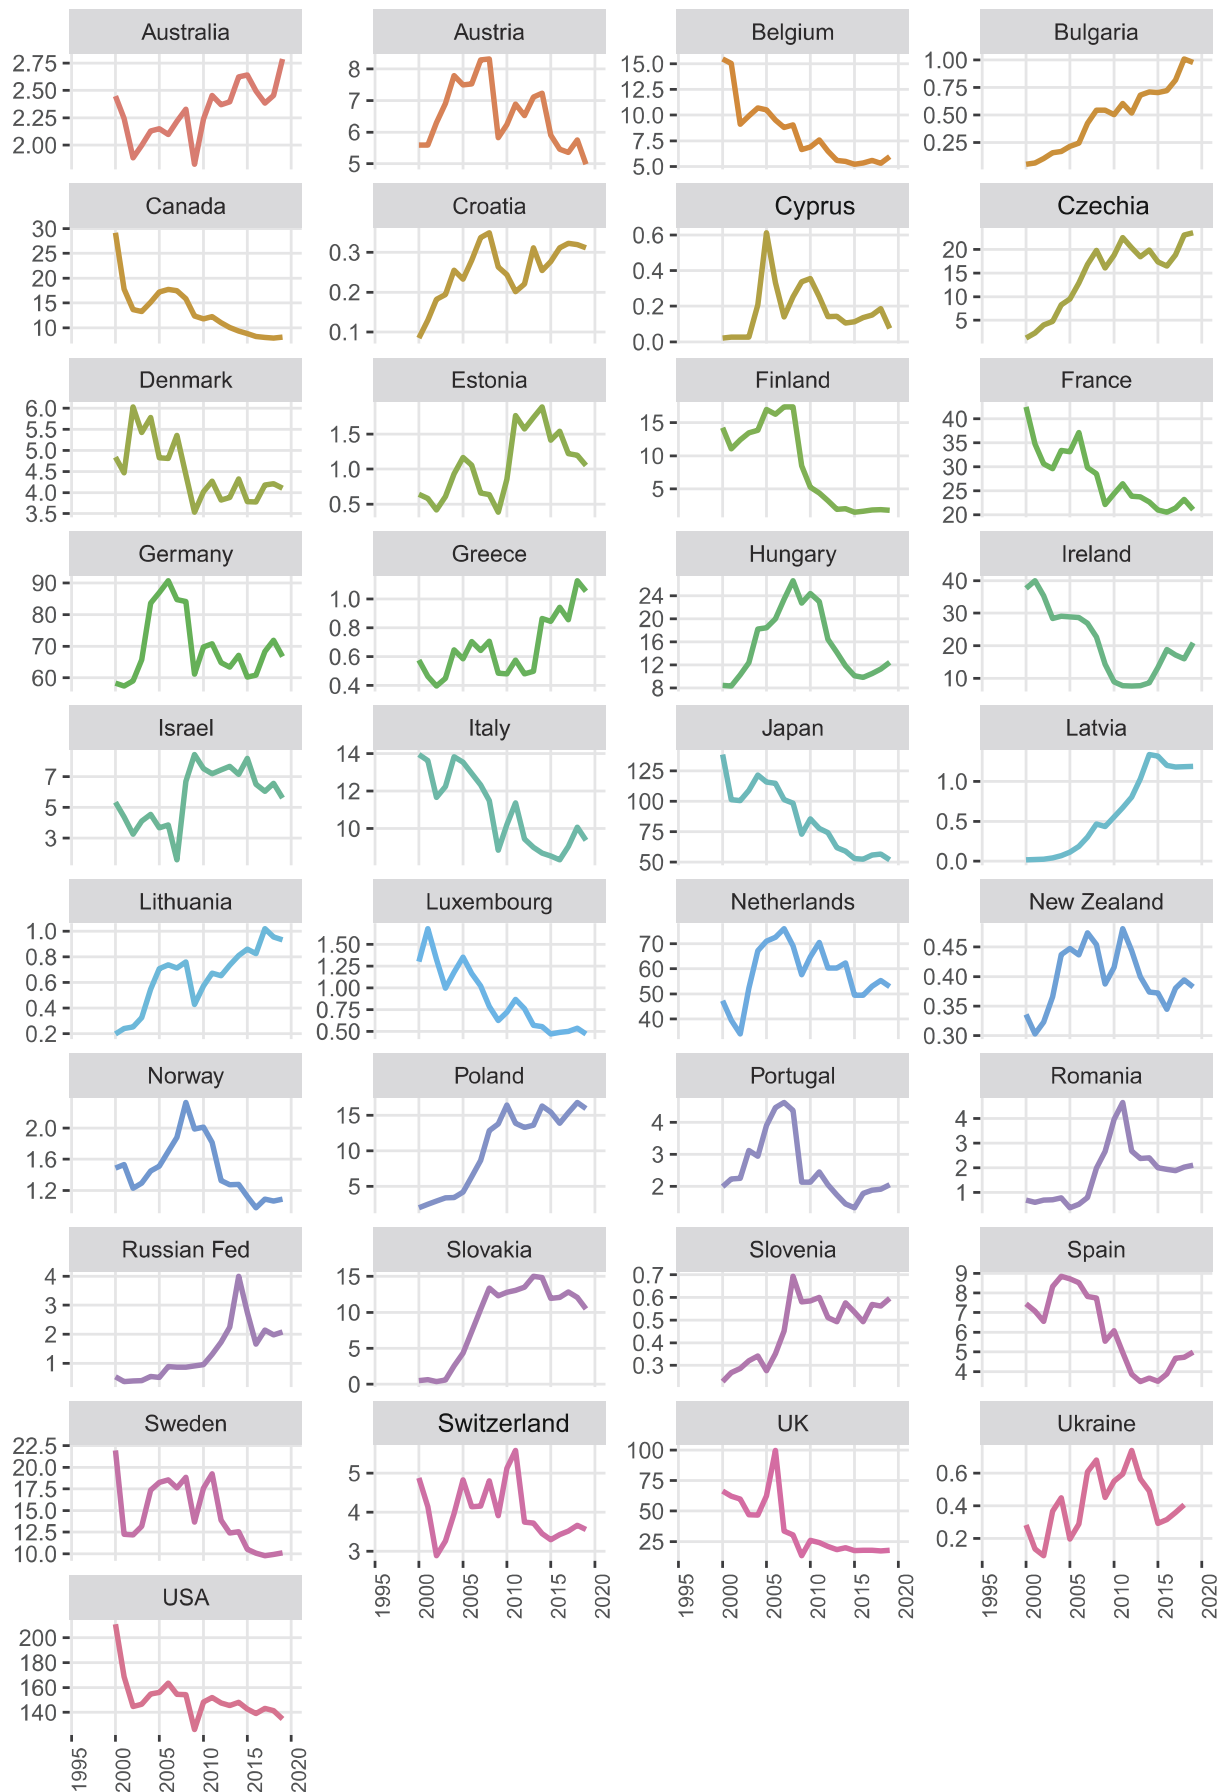 Australia Austria Belgium Bulgaria
2.75 2.50 2.25 2.00
8 7 6 5
15.0 12.5 10.0 7.5 5.0
1.00 0.75 0.50 0.25
Canada Croatia Cyprus Czechia
30 25 20 15 10
0.3 0.2 0.1
0.6 0.4 0.2 0.0
20 15 10 5
Denmark Estonia Finland France
6.0 5.5 5.0 4.5 4.0 3.5
1.5 1.0 0.5
15 10 5
40 35 30 25 20
Germany Greece Hungary Ireland
90 80 70 60
1.0 0.8 0.6 0.4
24 20 16 12 8
40 30 20 10
Israel Italy Japan Latvia
7 5 3
14 12 10
125 100 75 50
1.0 0.5 0.0
Lithuania Luxembourg Netherlands New Zealand
1.0 0.8 0.6 0.4 0.2
1.50 1.25 1.00 0.75 0.50
70 60 50 40
0.45 0.40 0.35 0.30
Norway Poland Portugal Romania
2.0 1.6 1.2
15 10 5
4 3 2
4 3 2 1
Russian Fed Slovakia Slovenia Spain
4 3 2 1
15 10 5 0
0.7 0.6 0.5 0.4 0.3
9 8 7 6 5 4
Sweden Switzerland UK Ukraine
22.5 20.0 17.5 15.0 12.5 10.0
5 4 3
100 75 50 25
0.6 0.4 0.2
1995 2000 2005 2010 2015 2020
1995 2000 2005 2010 2015 2020
1995 2000 2005 2010 2015 2020
USA
200 180 160 140
1995 2000 2005 2010 2015 2020